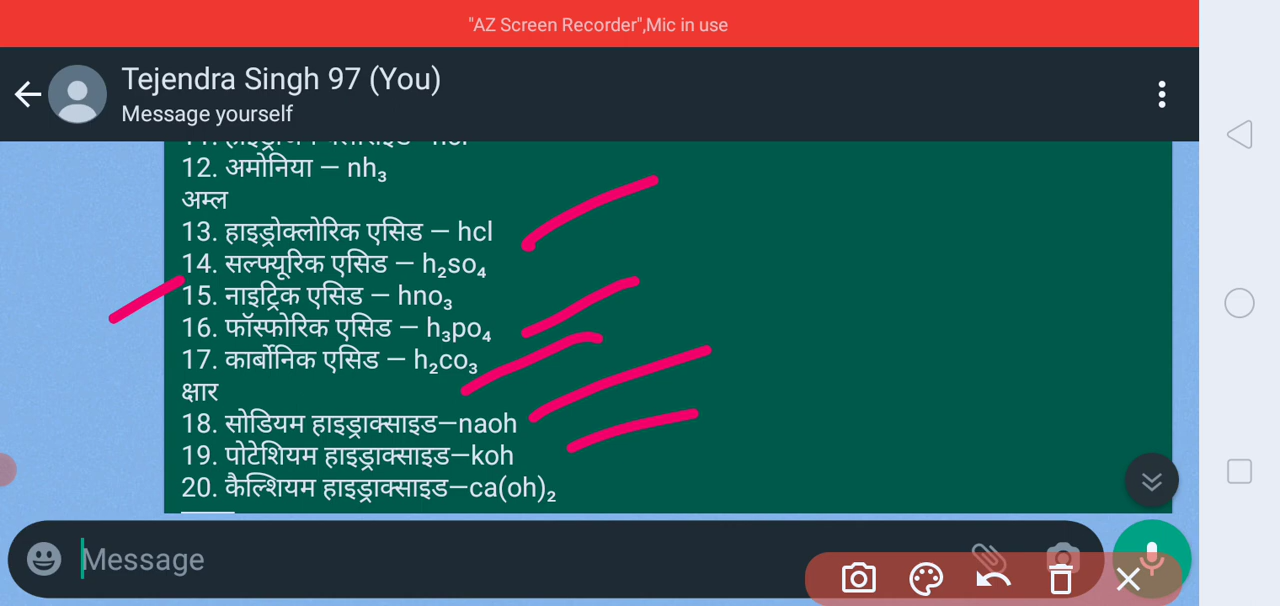 "AZ Screen Recorder",Mic in use
Tejendra Singh 97 (You)
Message yourself
12. अमोनिया – nh₃
अम्ल
13. हाइड्रोक्लोरिक एसिड – hcl
14. सल्फ्यूरिक एसिड – h₂so₄
15. नाइट्रिक एसिड – hno₃
16. फॉस्फोरिक एसिड – h₃po₄
17. कार्बोनिक एसिड – h₂co₃
क्षार
18. सोडियम हाइड्राक्साइड–naoh
19. पोटेशियम हाइड्राक्साइड–koh
20. कैल्शियम हाइड्राक्साइड–ca(oh)₂
Message